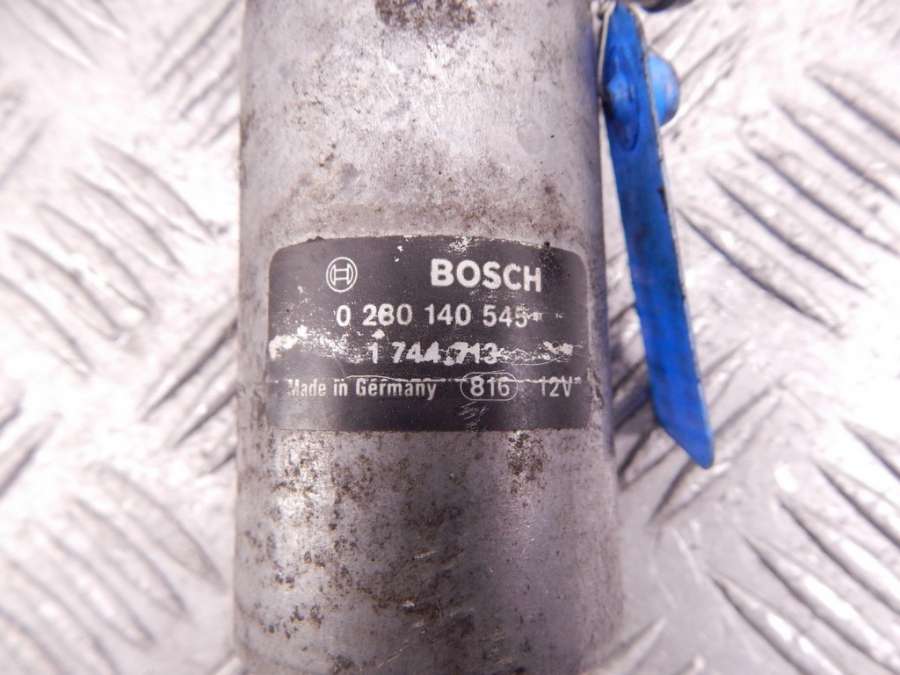 BOSCH
0 280 140 545
1 744 713
Made in Germany 816 12V